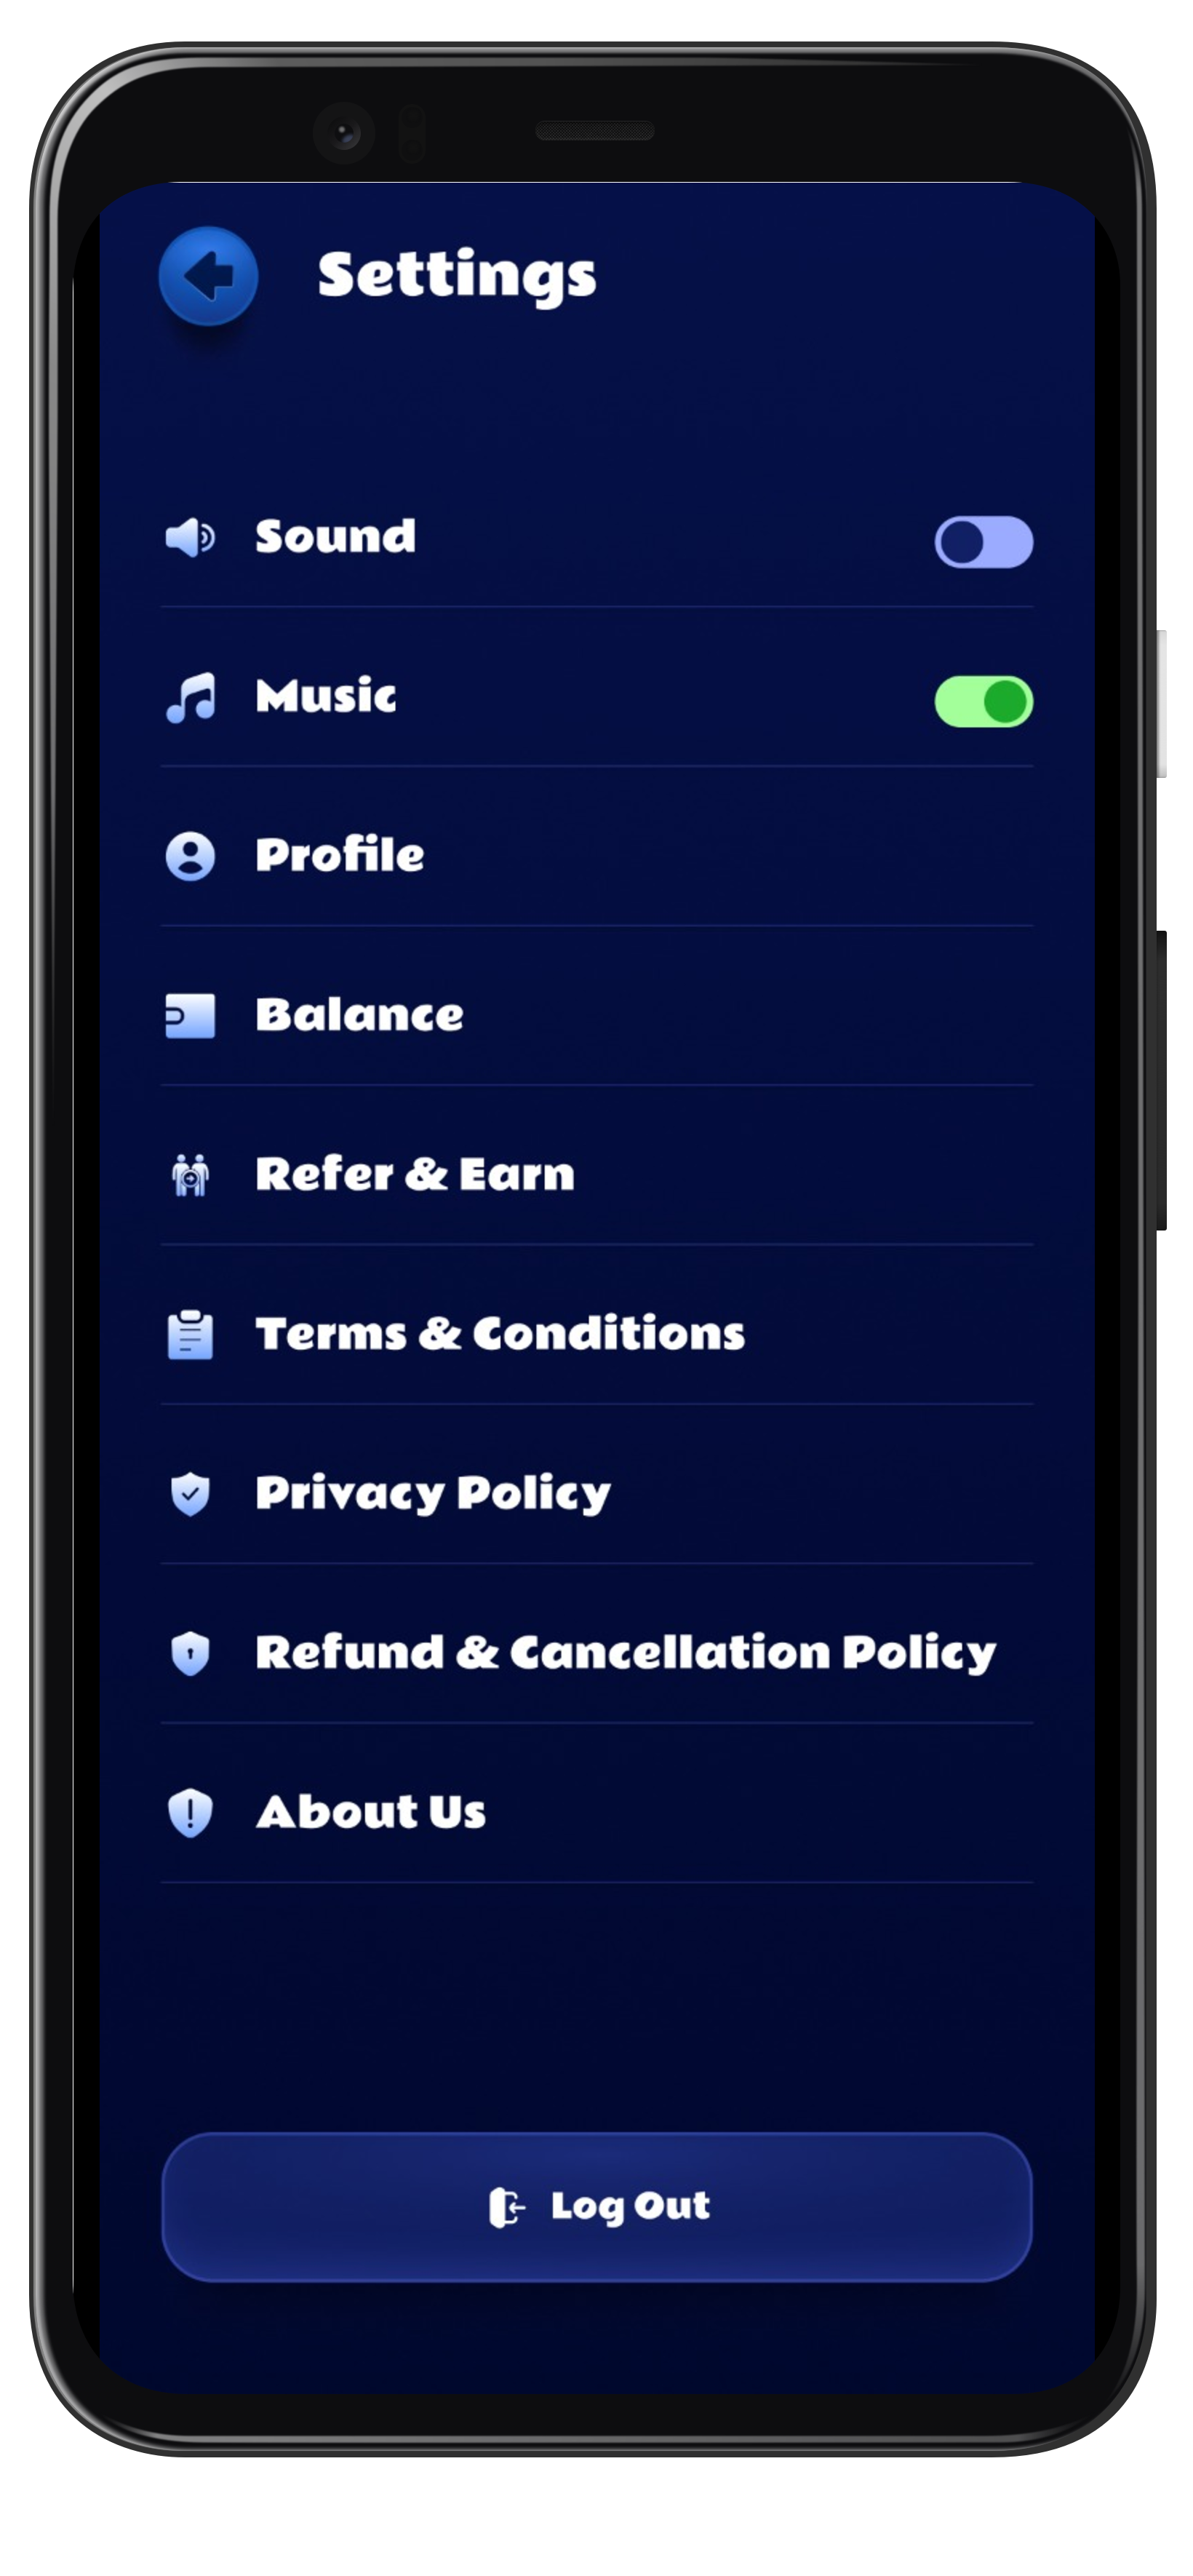 Settings
Sound
Music
Profile
Balance
Refer & Earn
Terms & Conditions
Privacy Policy
Refund & Cancellation Policy
About Us
Log Out